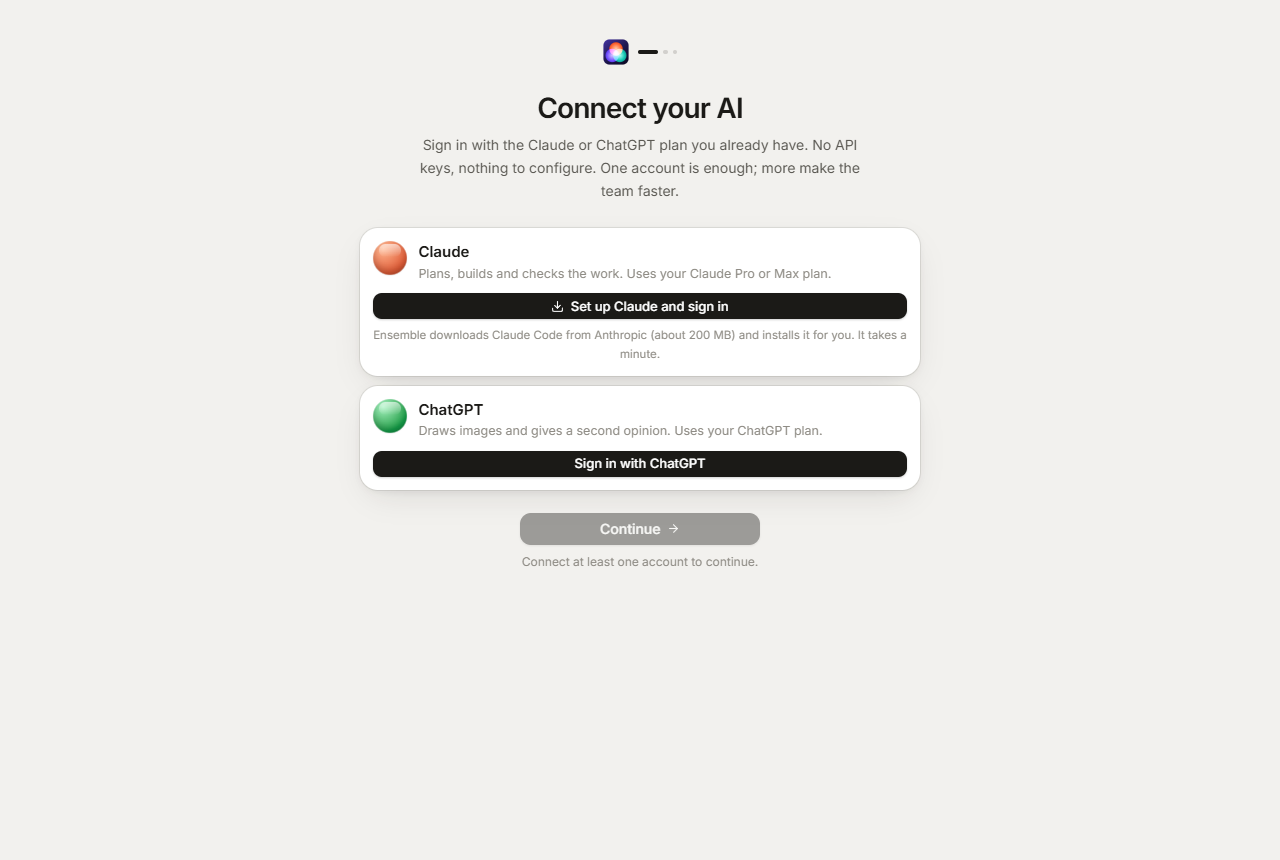 Connect your AI
Sign in with the Claude or ChatGPT plan you already have. No API
keys, nothing to configure. One account is enough; more make the
team faster.
Claude
Plans, builds and checks the work. Uses your Claude Pro or Max plan.
Set up Claude and sign in
Ensemble downloads Claude Code from Anthropic (about 200 MB) and installs it for you. It takes a
minute.
ChatGPT
Draws images and gives a second opinion. Uses your ChatGPT plan.
Sign in with ChatGPT
Continue →
Connect at least one account to continue.